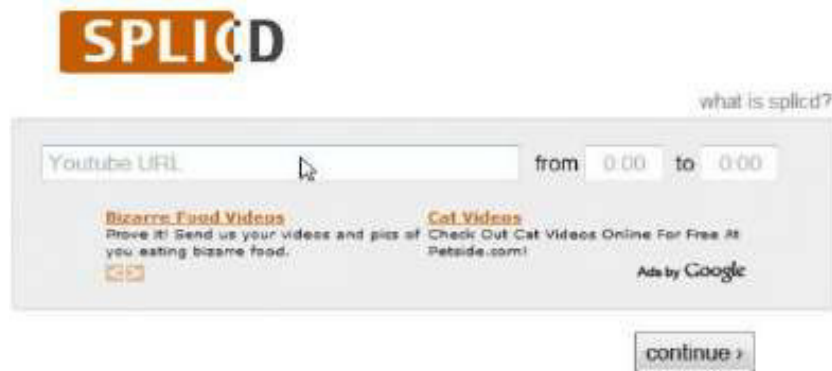 SPLICD
what is splicd?
Youtube URL from 0:00 to 0:00
Bizarre Food Videos
Prove it! Send us your videos and pics of
you eating bizarre food.
Cat Videos
Check Out Cat Videos Online For Free At
Petside.com!
Ads by Google
continue ›